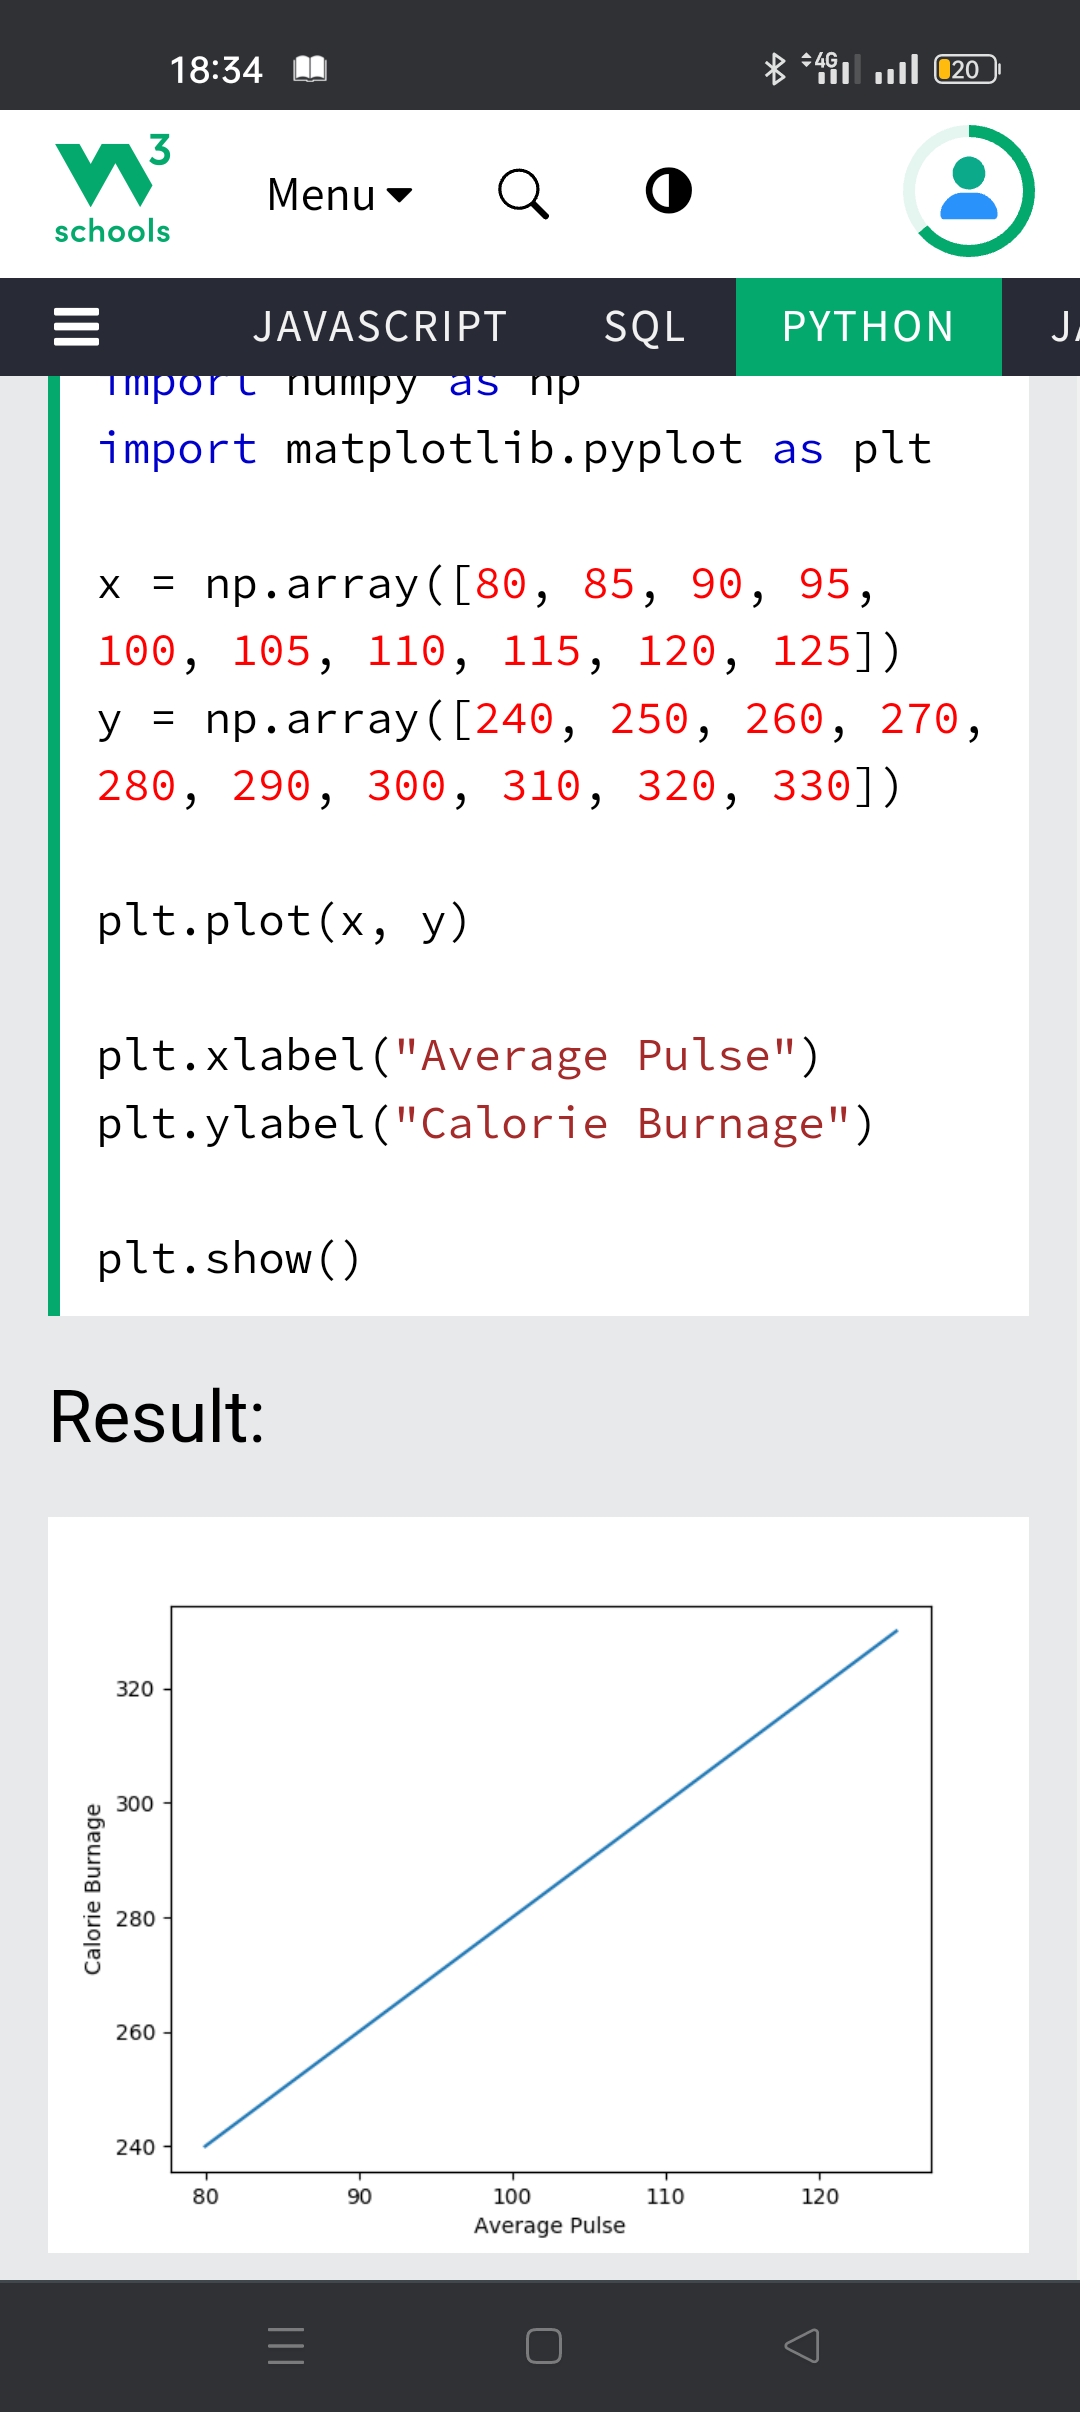 18:34
4G
20
W3
schools
Menu
JAVASCRIPT SQL PYTHON JA
import numpy as np
import matplotlib.pyplot as plt
x = np.array([80, 85, 90, 95,
100, 105, 110, 115, 120, 125])
y = np.array([240, 250, 260, 270,
280, 290, 300, 310, 320, 330])
plt.plot(x, y)
plt.xlabel("Average Pulse")
plt.ylabel("Calorie Burnage")
plt.show()
Result:
320
300
280
260
240
Calorie Burnage
80 90 100 110 120
Average Pulse